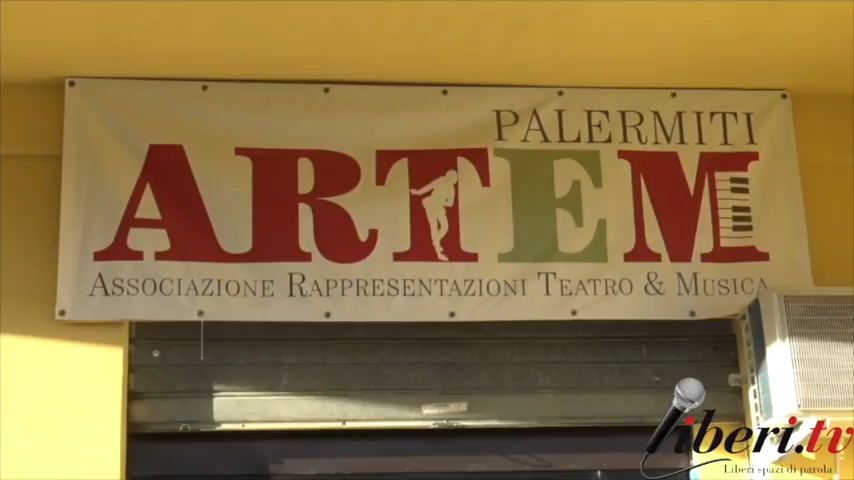 PALERMITI
ARTEM
ASSOCIAZIONE RAPPRESENTAZIONI TEATRO & MUSICA
liberi.tv
Liberi spazi di parola